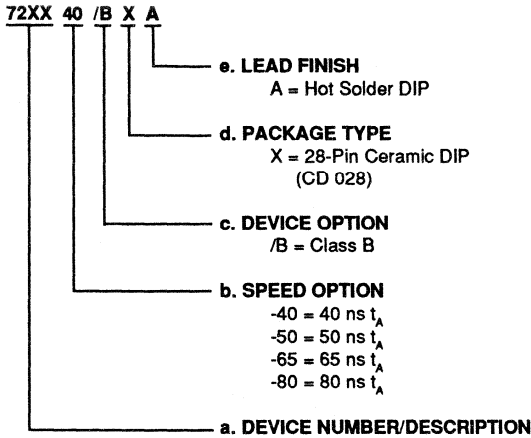 72XX 40 /B X A
e. LEAD FINISH
A = Hot Solder DIP
d. PACKAGE TYPE
X = 28-Pin Ceramic DIP
(CD 028)
c. DEVICE OPTION
/B = Class B
b. SPEED OPTION
-40 = 40 ns tA
-50 = 50 ns tA
-65 = 65 ns tA
-80 = 80 ns tA
a. DEVICE NUMBER/DESCRIPTION